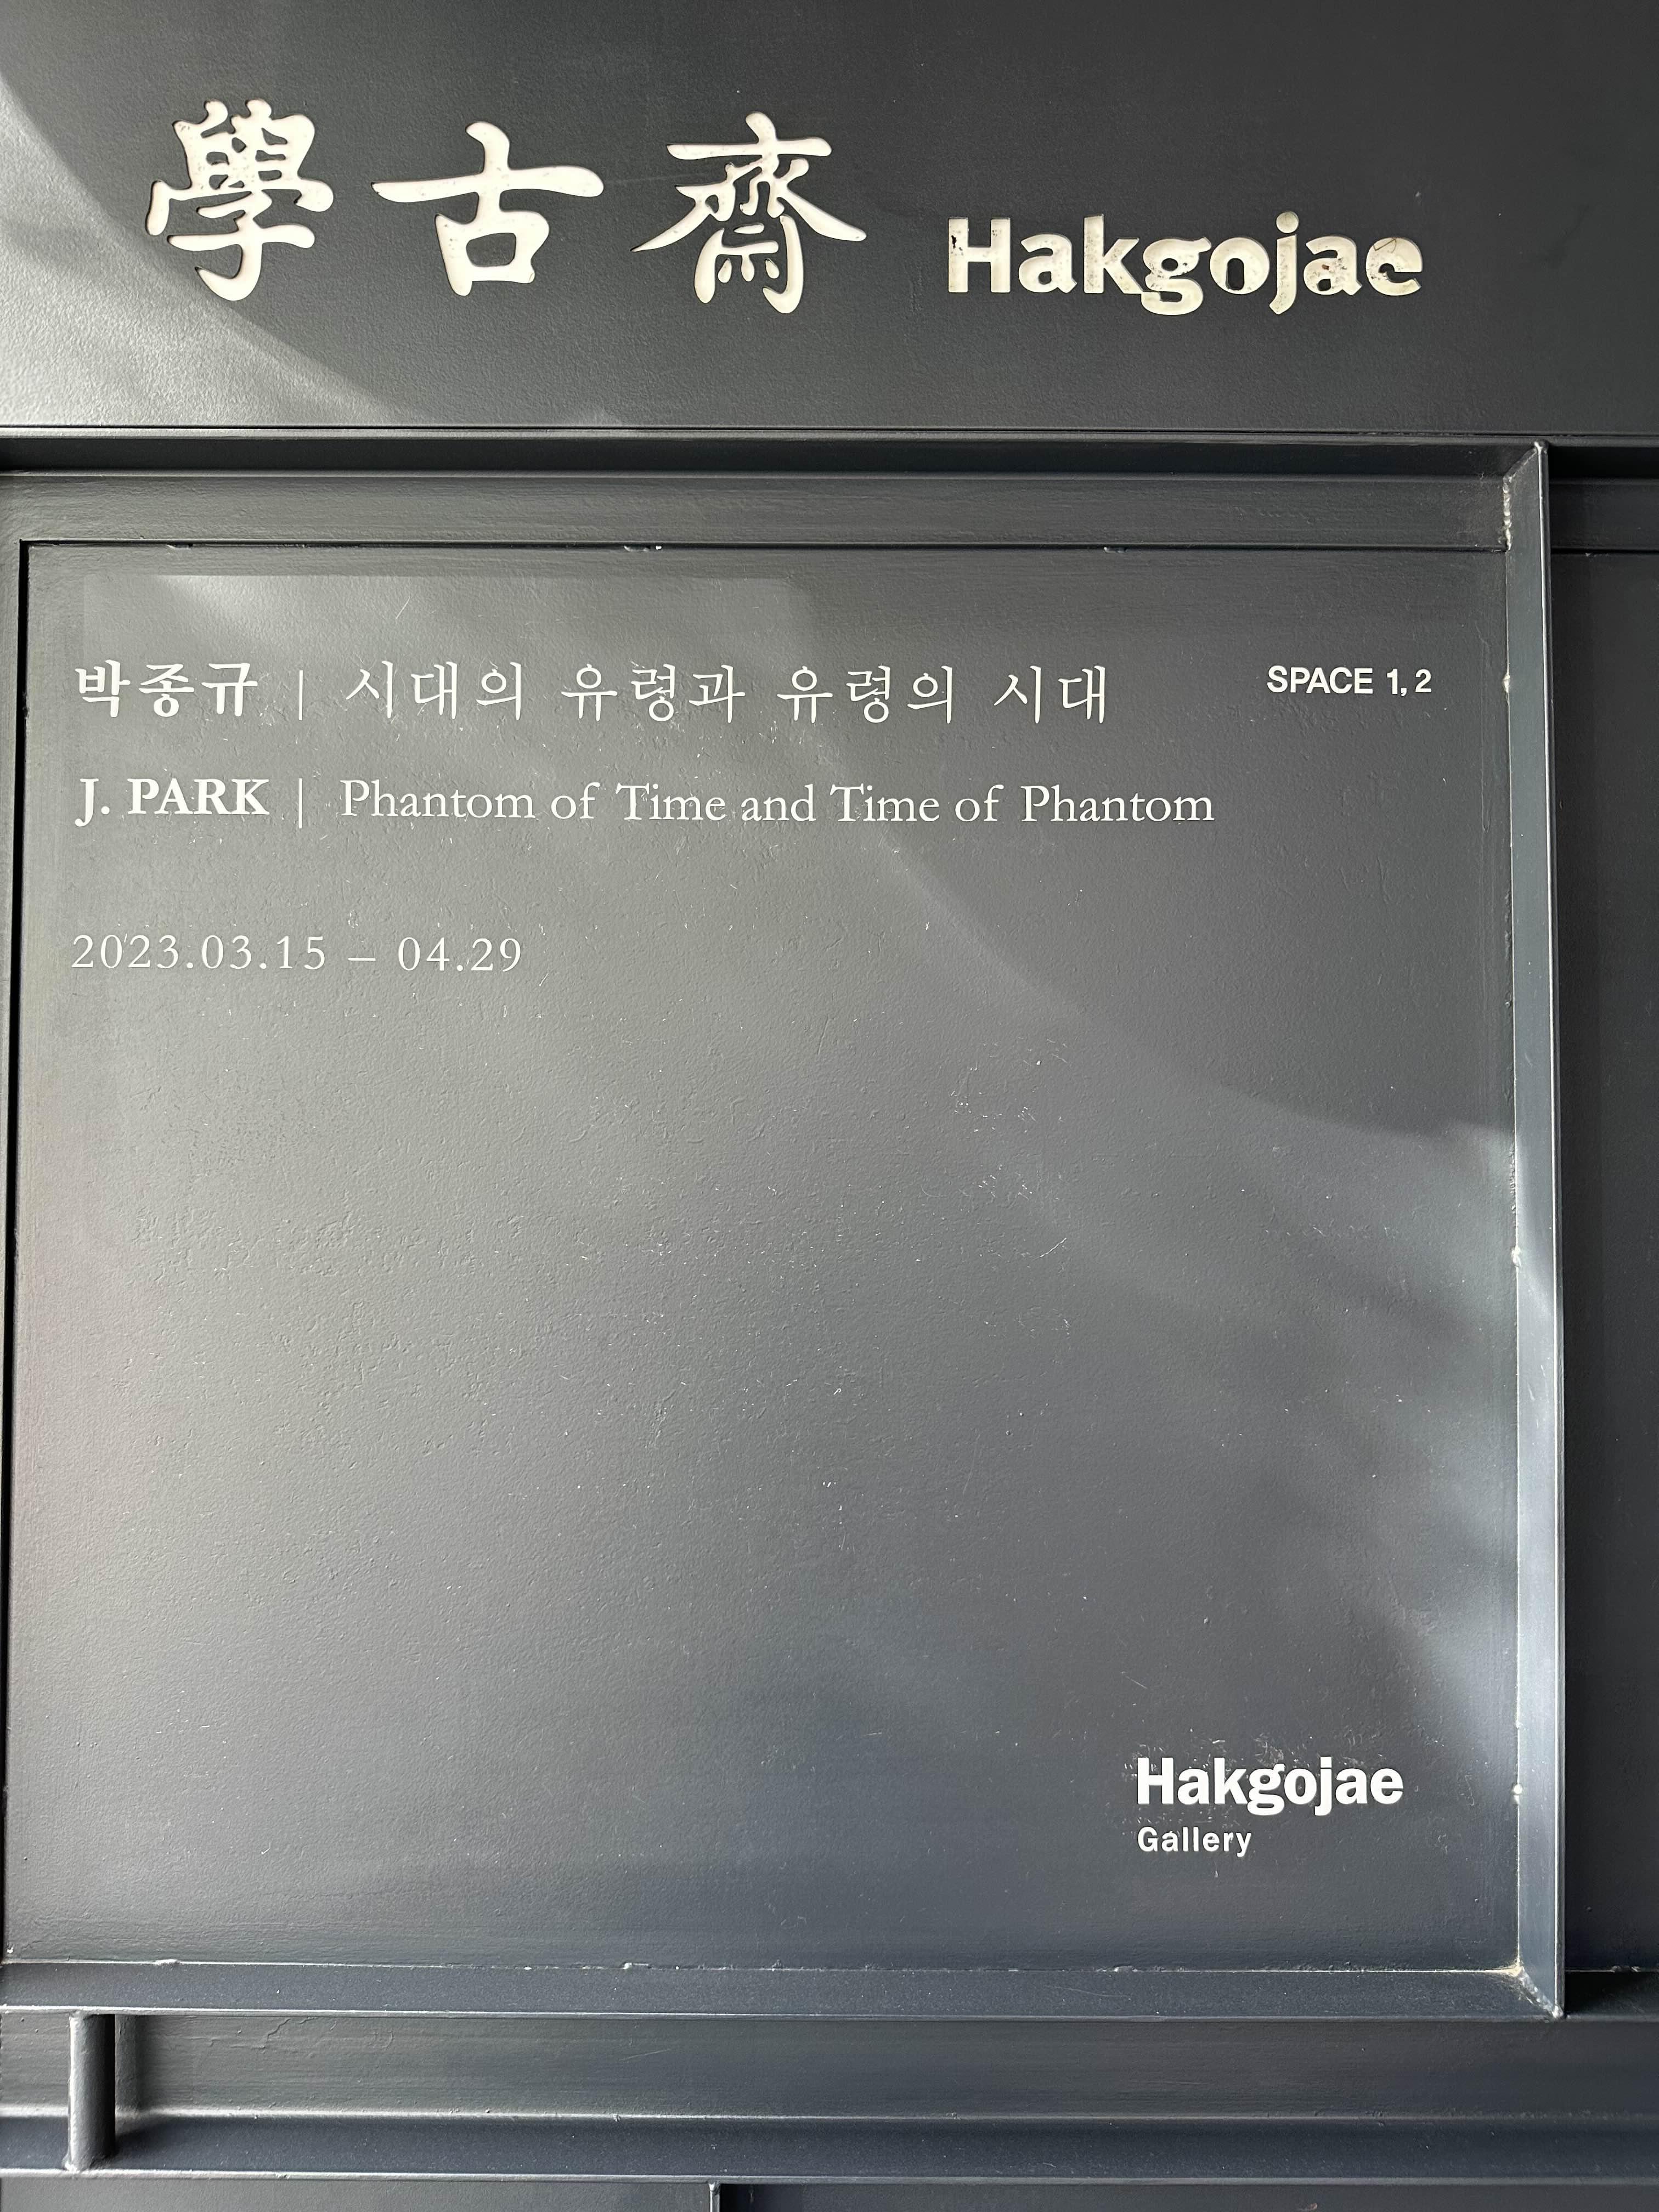 學古齋 Hakgojae
박종규 | 시대의 유령과 유령의 시대
SPACE 1, 2
J. PARK | Phantom of Time and Time of Phantom
2023.03.15 – 04.29
Hakgojae
Gallery